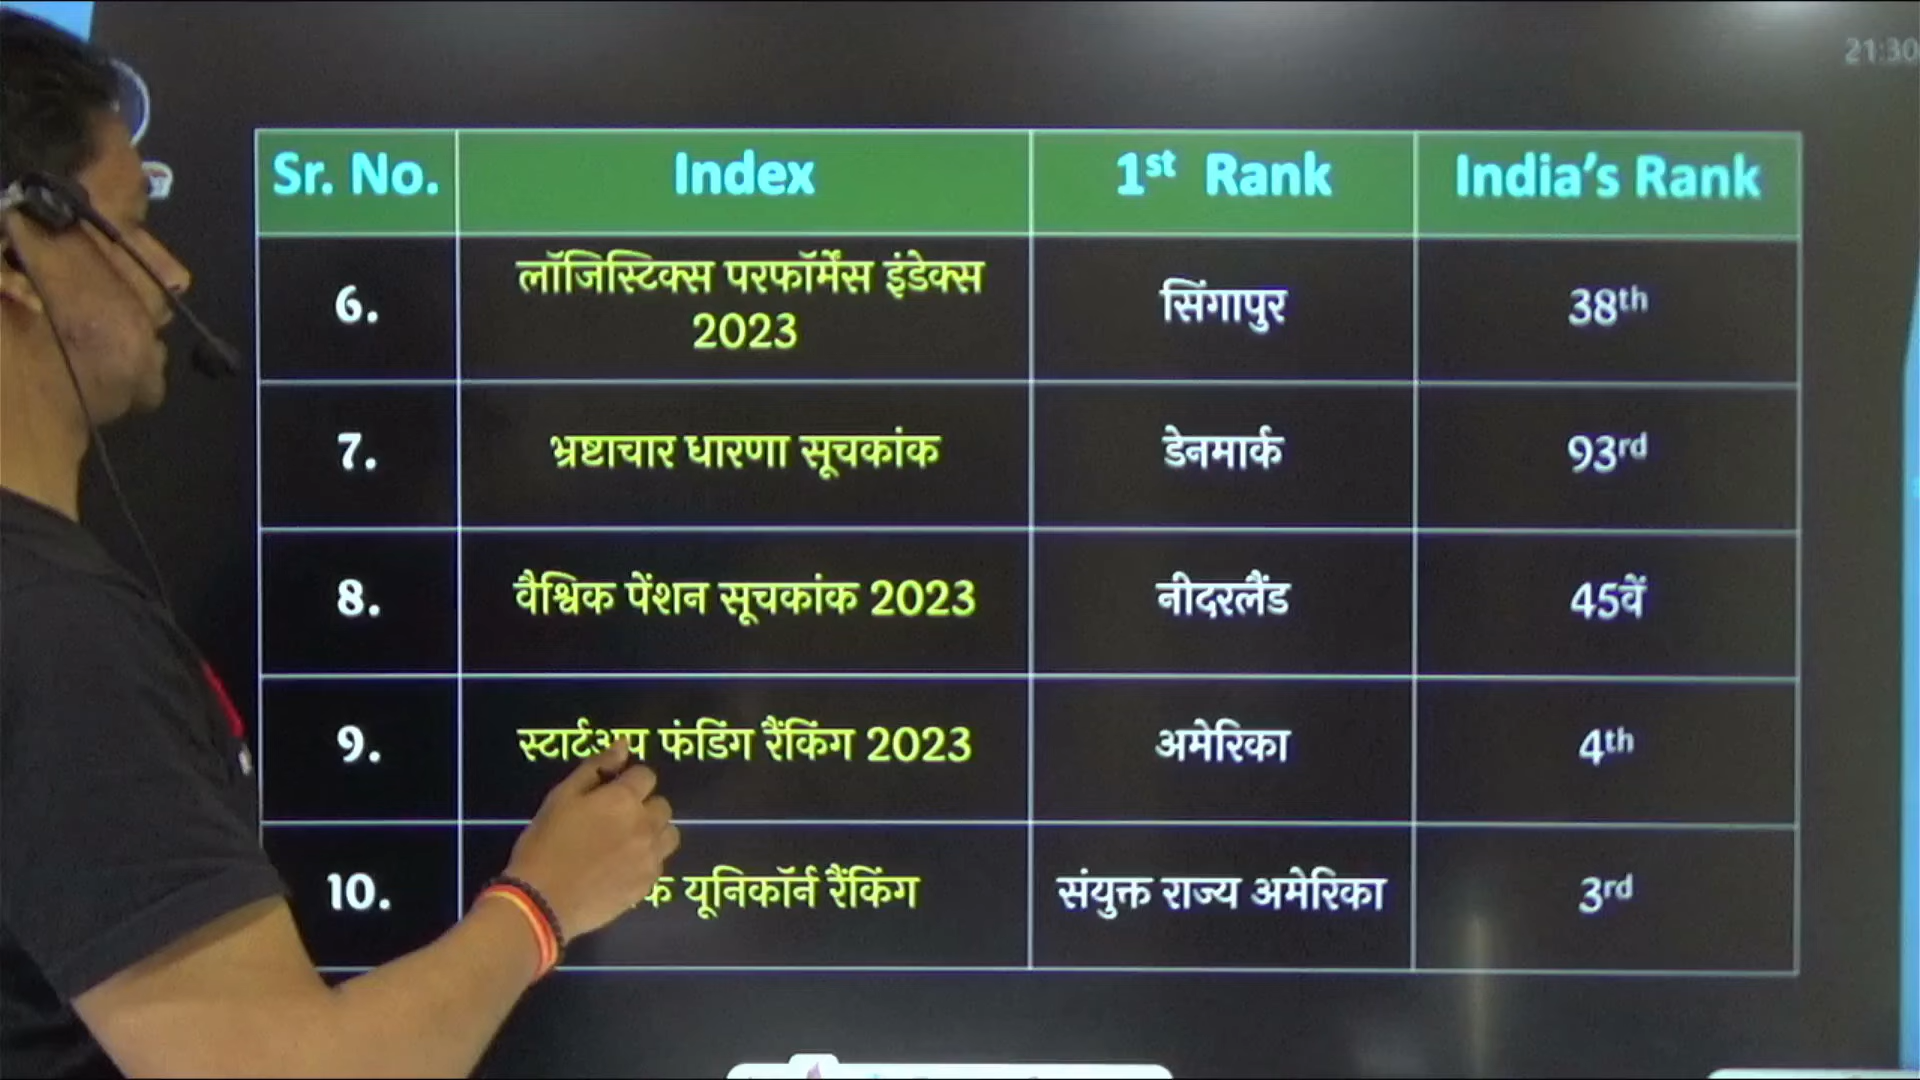 21:30
Sr. No. Index 1st Rank India's Rank
6. लॉजिस्टिक्स परफॉर्मेंस इंडेक्स 2023 सिंगापुर 38th
7. भ्रष्टाचार धारणा सूचकांक डेनमार्क 93rd
8. वैश्विक पेंशन सूचकांक 2023 नीदरलैंड 45वें
9. स्टार्टअप फंडिंग रैंकिंग 2023 अमेरिका 4th
10. यूनिकॉर्न रैंकिंग संयुक्त राज्य अमेरिका 3rd